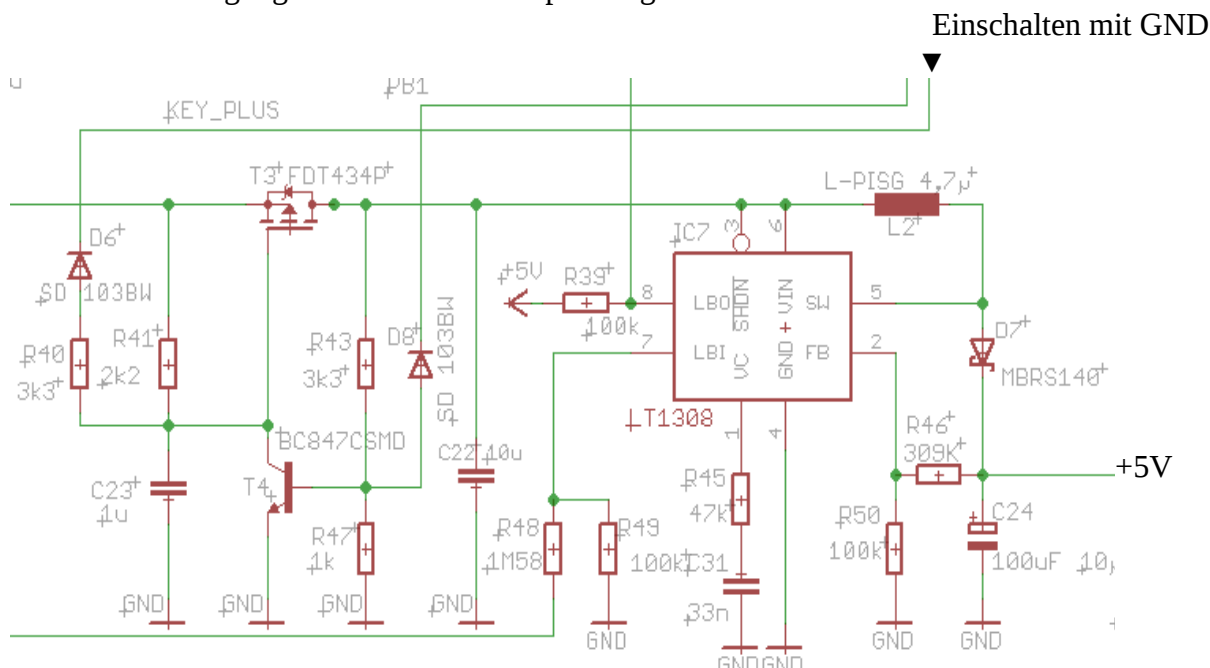 Einschalten mit GND
PB1
KEY_PLUS
T3 FDT434P
L-PISG 4,7µ
L2
D6
SD 103BW
IC7
3
6
+5V
R39
100k
8
LBO
SHDN
VIN
SW
5
D7
MBRS140
R40
3k3
R41
2k2
R43
3k3
D8
SD 103BW
7
LBI
VC
GND
FB
2
LT1308
1
4
BC847CSMD
R46
309K
+5V
C23
1u
T4
C22 10u
R45
47k
R50
100k
C24
100uF
R47
1k
R48
1M58
R49
100k
C31
33n
GND
GND
GND
GND
GND
GND
GND
GND
GND